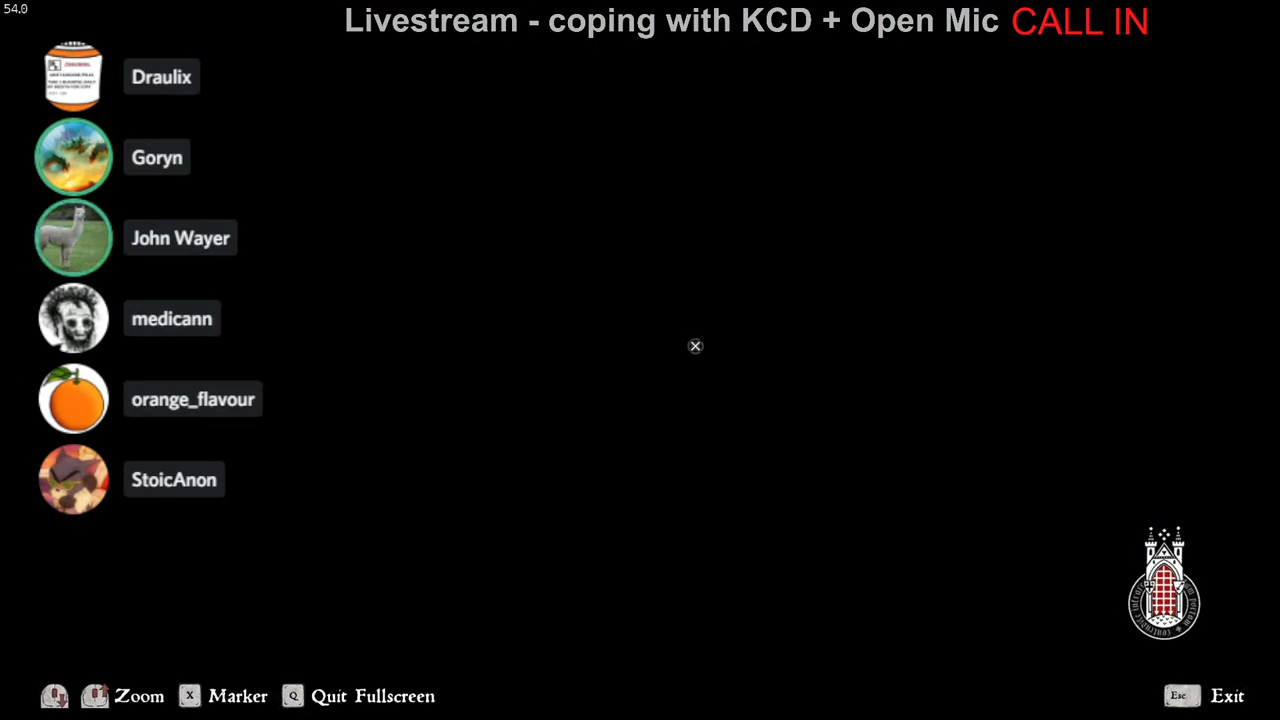 54.0
Livestream - coping with KCD + Open Mic CALL IN
Draulix
Goryn
John Wayer
medicann
orange_flavour
StoicAnon
Zoom X Marker Q Quit Fullscreen
Esc Exit